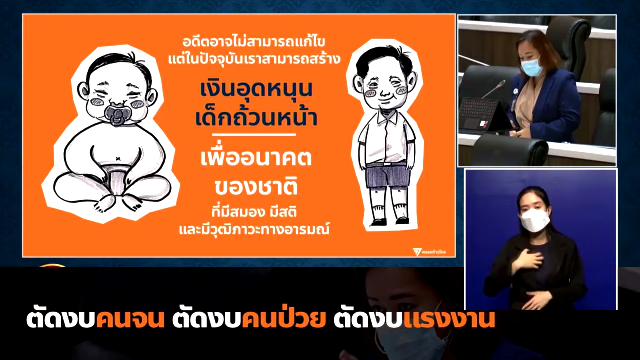 อดีตอาจไม่สามารถแก้ไข
แต่ในปัจจุบันเราสามารถสร้าง
เงินอุดหนุน
เด็กถ้วนหน้า
เพื่ออนาคต
ของชาติ
ที่มีสมอง มีสติ
และมีวุฒิภาวะทางอารมณ์
ตัดงบคนจน ตัดงบคนป่วย ตัดงบแรงงาน